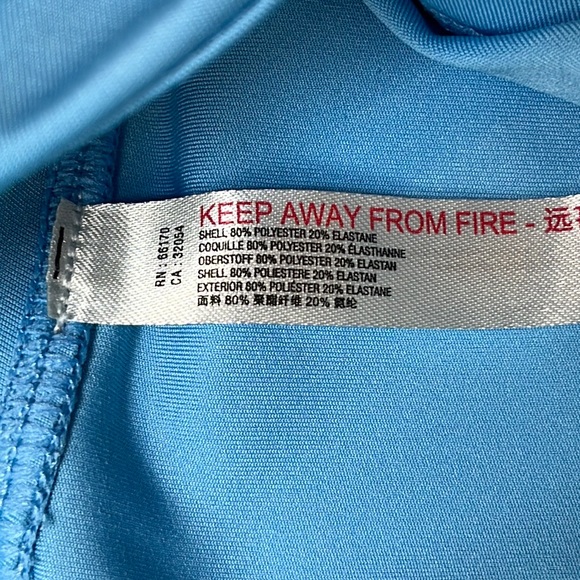 KEEP AWAY FROM FIRE - 远
SHELL 80% POLYESTER 20% ELASTANE
COQUILLE 80% POLYESTER 20% ÉLASTHANNE
OBERSTOFF 80% POLYESTER 20% ELASTAN
SHELL 80% POLIESTERE 20% ELASTAN
EXTERIOR 80% POLIÉSTER 20% ELASTANE
面料 80% 聚酯纤维 20% 氨纶
RN : 66170
CA : 32054